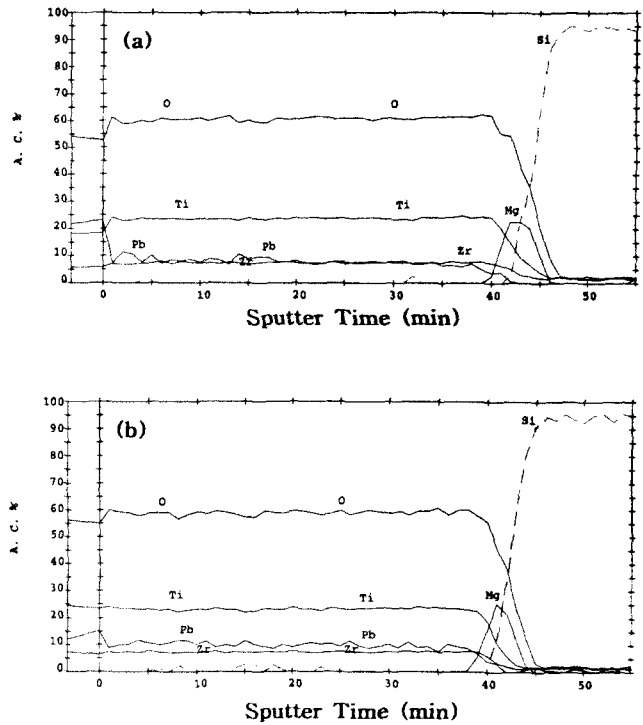 100
(a)
Si
90
80
70
O O
60
A. C. %
50
40
30
Ti Ti Mg
20
Pb Pb Zr
10
Zr
0
0 10 20 30 40 50
Sputter Time (min)
100
(b)
Si
90
80
70
O O
60
A. C. %
50
40
30
Ti Ti Mg
20
Pb Pb
10
Zr Zr
0
0 10 20 30 40 50
Sputter Time (min)